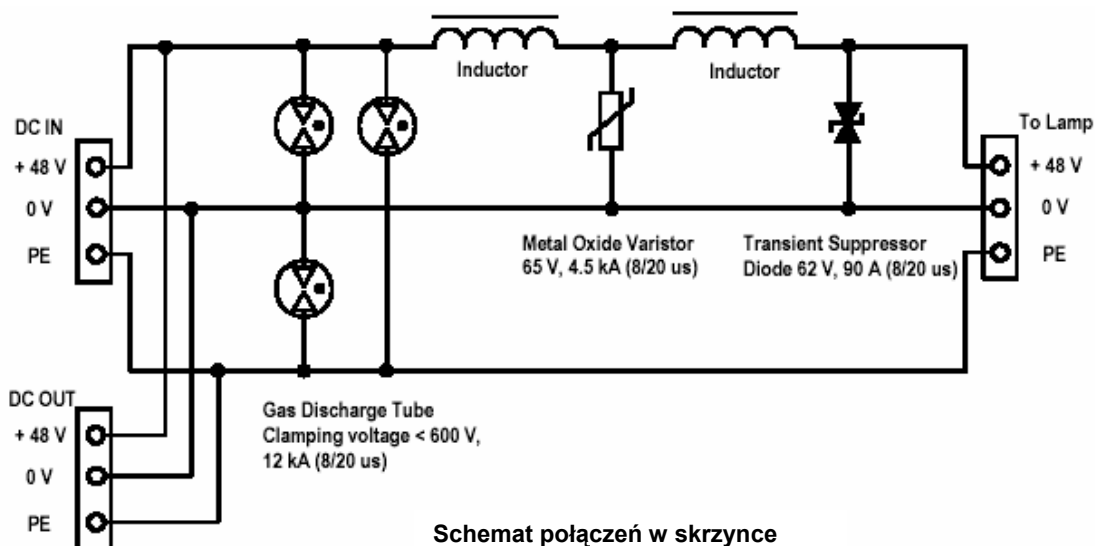 Inductor
Inductor
DC IN
+ 48 V
0 V
PE
To Lamp
+ 48 V
0 V
PE
Metal Oxide Varistor
65 V, 4.5 kA (8/20 us)
Transient Suppressor
Diode 62 V, 90 A (8/20 us)
DC OUT
+ 48 V
0 V
PE
Gas Discharge Tube
Clamping voltage < 600 V,
12 kA (8/20 us)
Schemat połączeń w skrzynce